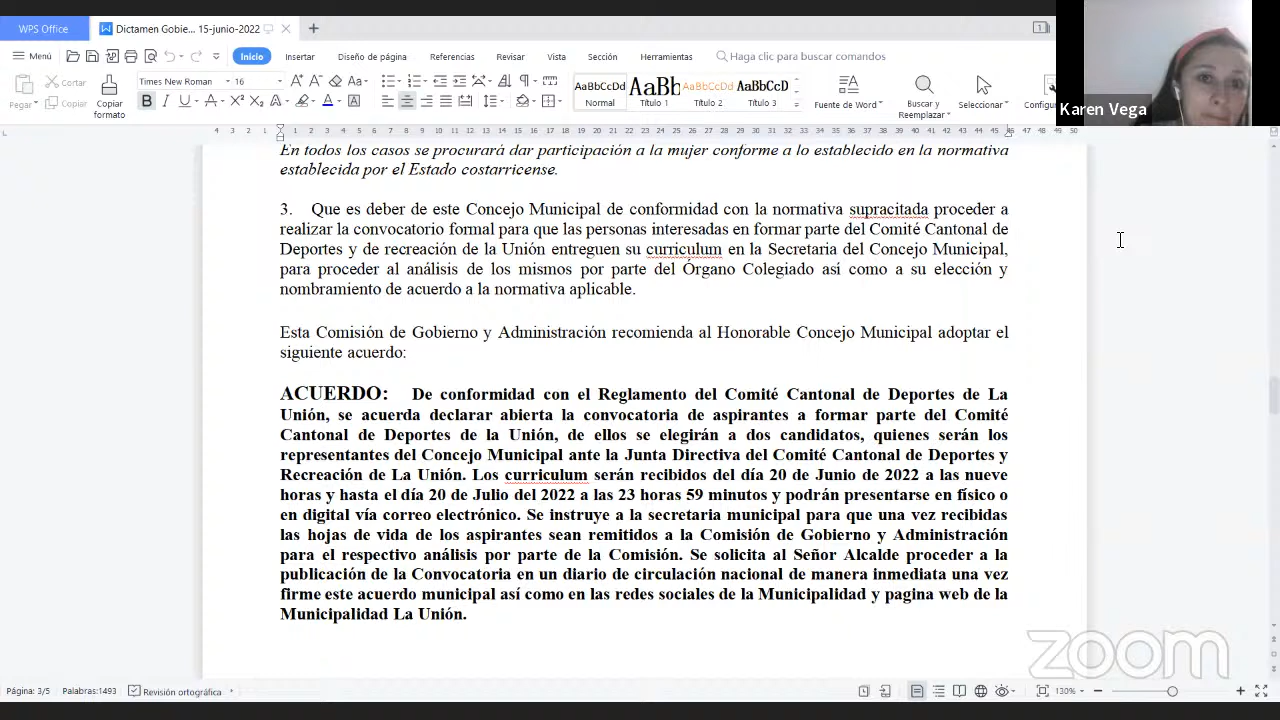 WPS Office
Dictamen Gobie... 15-junio-2022
Menú
Inicio
Insertar
Diseño de página
Referencias
Revisar
Vista
Sección
Herramientas
Haga clic para buscar comandos
Pegar
Cortar
Copiar
Copiar formato
Times New Roman
16
AaBbCcDd
Normal
AaBb
Título 1
AaBbCcDd
Título 2
AaBbCcD
Título 3
Fuente de Word
Buscar y Reemplazar
Seleccionar
Karen Vega
En todos los casos se procurará dar participación a la mujer conforme a lo establecido en la normativa
establecida por el Estado costarricense.
3. Que es deber de este Concejo Municipal de conformidad con la normativa supracitada proceder a
realizar la convocatorio formal para que las personas interesadas en formar parte del Comité Cantonal de
Deportes y de recreación de la Unión entreguen su curriculum en la Secretaria del Concejo Municipal,
para proceder al análisis de los mismos por parte del Órgano Colegiado así como a su elección y
nombramiento de acuerdo a la normativa aplicable.
Esta Comisión de Gobierno y Administración recomienda al Honorable Concejo Municipal adoptar el
siguiente acuerdo:
ACUERDO: De conformidad con el Reglamento del Comité Cantonal de Deportes de La
Unión, se acuerda declarar abierta la convocatoria de aspirantes a formar parte del Comité
Cantonal de Deportes de la Unión, de ellos se elegirán a dos candidatos, quienes serán los
representantes del Concejo Municipal ante la Junta Directiva del Comité Cantonal de Deportes y
Recreación de La Unión. Los curriculum serán recibidos del día 20 de Junio de 2022 a las nueve
horas y hasta el día 20 de Julio del 2022 a las 23 horas 59 minutos y podrán presentarse en físico o
en digital vía correo electrónico. Se instruye a la secretaria municipal para que una vez recibidas
las hojas de vida de los aspirantes sean remitidos a la Comisión de Gobierno y Administración
para el respectivo análisis por parte de la Comisión. Se solicita al Señor Alcalde proceder a la
publicación de la Convocatoria en un diario de circulación nacional de manera inmediata una vez
firme este acuerdo municipal así como en las redes sociales de la Municipalidad y pagina web de la
Municipalidad La Unión.
zoom
Página: 3/5
Palabras:1493
Revisión ortográfica
130%